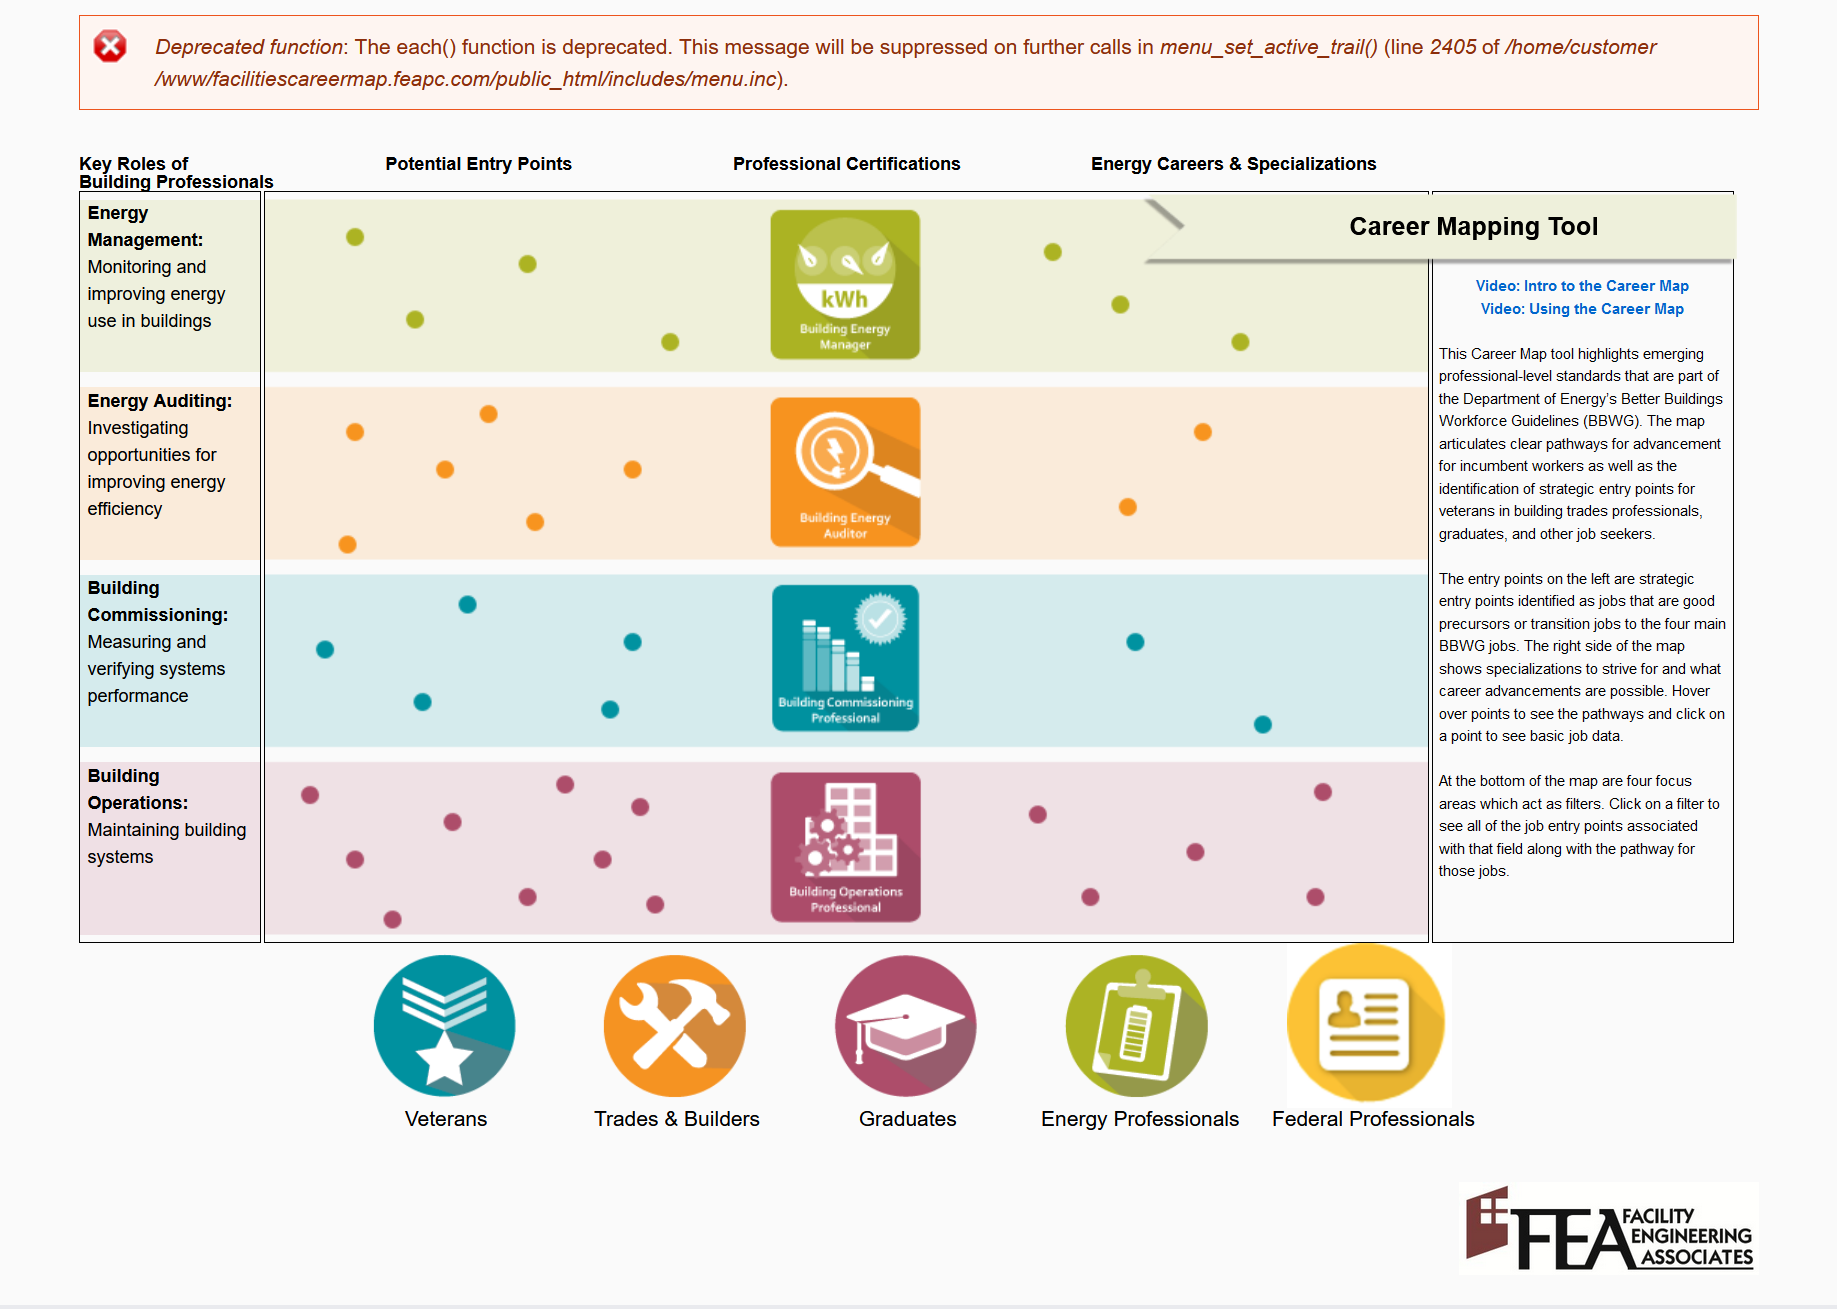 Deprecated function: The each() function is deprecated. This message will be suppressed on further calls in menu_set_active_trail() (line 2405 of /home/customer
/www/facilitiescareermap.feapc.com/public_html/includes/menu.inc).
Key Roles of
Building Professionals
Potential Entry Points
Professional Certifications
Energy Careers & Specializations
Energy
Management:
Monitoring and
improving energy
use in buildings
kWh
Building Energy
Manager
Energy Auditing:
Investigating
opportunities for
improving energy
efficiency
Building Energy
Auditor
Building
Commissioning:
Measuring and
verifying systems
performance
Building Commissioning
Professional
Building
Operations:
Maintaining building
systems
Building Operations
Professional
Career Mapping Tool
Video: Intro to the Career Map
Video: Using the Career Map
This Career Map tool highlights emerging
professional-level standards that are part of
the Department of Energy's Better Buildings
Workforce Guidelines (BBWG). The map
articulates clear pathways for advancement
for incumbent workers as well as the
identification of strategic entry points for
veterans in building trades professionals,
graduates, and other job seekers.
The entry points on the left are strategic
entry points identified as jobs that are good
precursors or transition jobs to the four main
BBWG jobs. The right side of the map
shows specializations to strive for and what
career advancements are possible. Hover
over points to see the pathways and click on
a point to see basic job data.
At the bottom of the map are four focus
areas which act as filters. Click on a filter to
see all of the job entry points associated
with that field along with the pathway for
those jobs.
Veterans
Trades & Builders
Graduates
Energy Professionals
Federal Professionals
FEA
FACILITY
ENGINEERING
ASSOCIATES